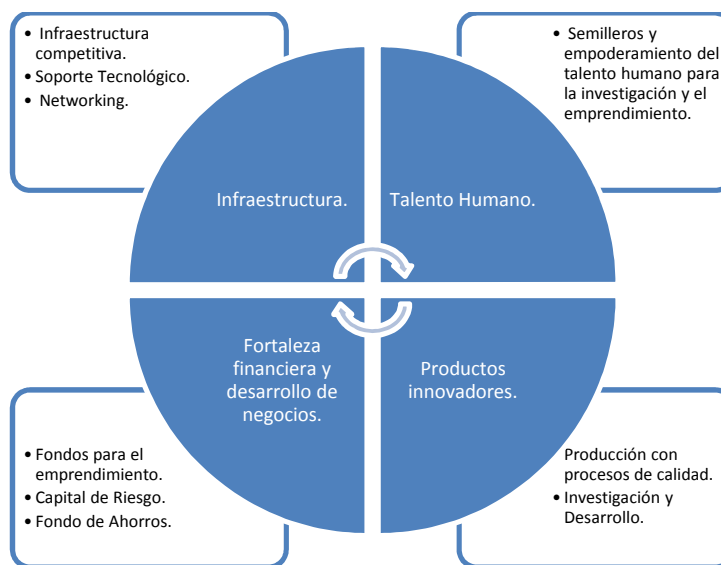 • Infraestructura
competitiva.
• Soporte Tecnológico.
• Networking.
• Semilleros y
empoderamiento del
talento humano para
la investigación y el
emprendimiento.
Infraestructura.
Talento Humano.
Fortaleza
financiera y
desarrollo de
negocios.
Productos
innovadores.
• Fondos para el
emprendimiento.
• Capital de Riesgo.
• Fondo de Ahorros.
Producción con
procesos de calidad.
• Investigación y
Desarrollo.